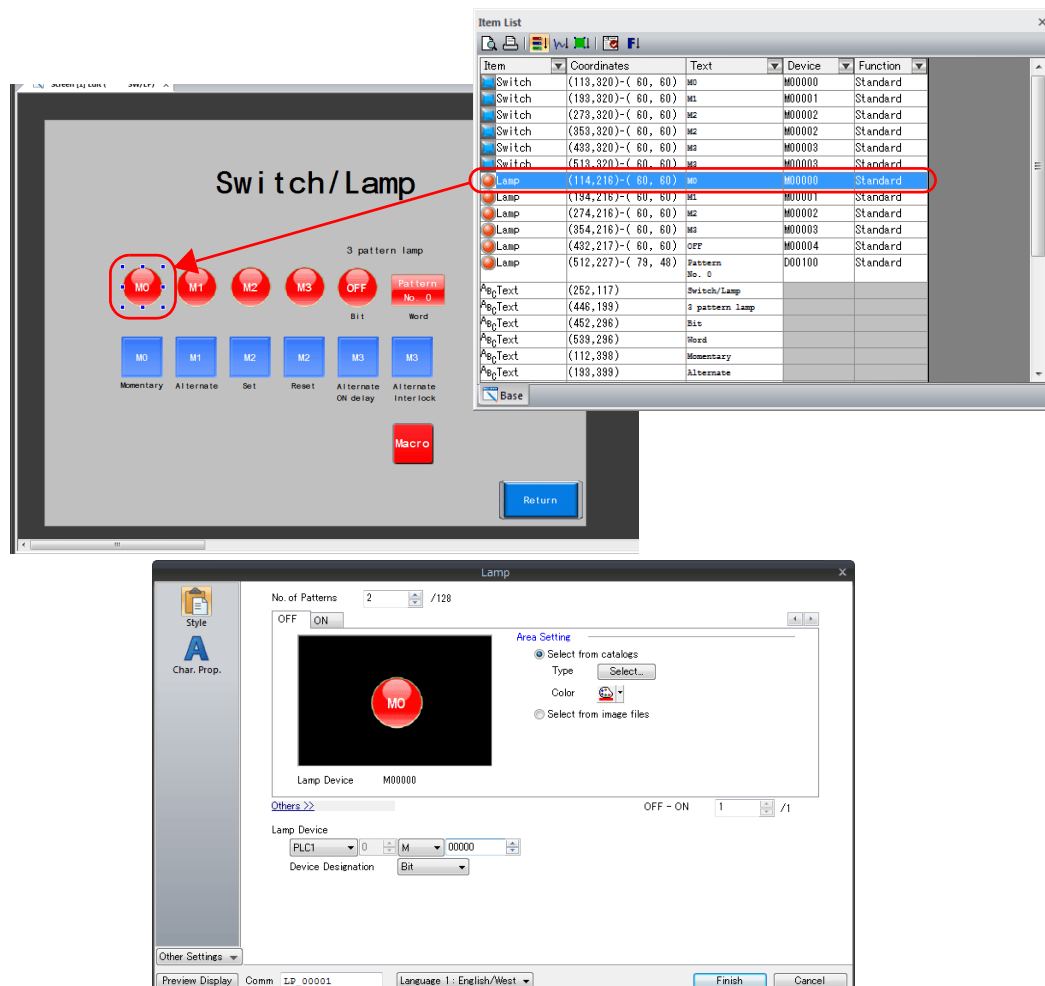 Item List
Item Coordinates Text Device Function
Switch (113,320)-( 60, 60) M0 M00000 Standard
Switch (193,320)-( 60, 60) M1 M00001 Standard
Switch (273,320)-( 60, 60) M2 M00002 Standard
Switch (353,320)-( 60, 60) M2 M00002 Standard
Switch (433,320)-( 60, 60) M3 M00003 Standard
Switch (513,320)-( 60, 60) M3 M00003 Standard
Lamp (114,216)-( 60, 60) M0 M00000 Standard
Lamp (194,216)-( 60, 60) M1 M00001 Standard
Lamp (274,216)-( 60, 60) M2 M00002 Standard
Lamp (354,216)-( 60, 60) M3 M00003 Standard
Lamp (432,217)-( 60, 60) OFF M00004 Standard
Lamp (512,227)-( 79, 48) Pattern D00100 Standard
No. 0
ABC Text (252,117) Switch/Lamp
ABC Text (446,199) 3 pattern lamp
ABC Text (452,296) Bit
ABC Text (539,296) Word
ABC Text (112,398) Momentary
ABC Text (193,399) Alternate
Base
Switch/Lamp
3 pattern lamp
M0 M1 M2 M3 OFF Pattern
No. 0
Bit Word
M0 M1 M2 M2 M3 M3
Momentary Alternate Set Reset Alternate Alternate
ON delay Interlock
Macro
Return
Lamp
Style
Char. Prop.
No. of Patterns 2 /128
OFF ON
M0
Lamp Device M00000
Area Setting
Select from catalogs
Type Select...
Color
Select from image files
Others >>
OFF - ON 1 /1
Lamp Device
PLC1 0 M 00000
Device Designation Bit
Other Settings
Preview Display Comm LP_00001 Language 1 : English/West Finish Cancel